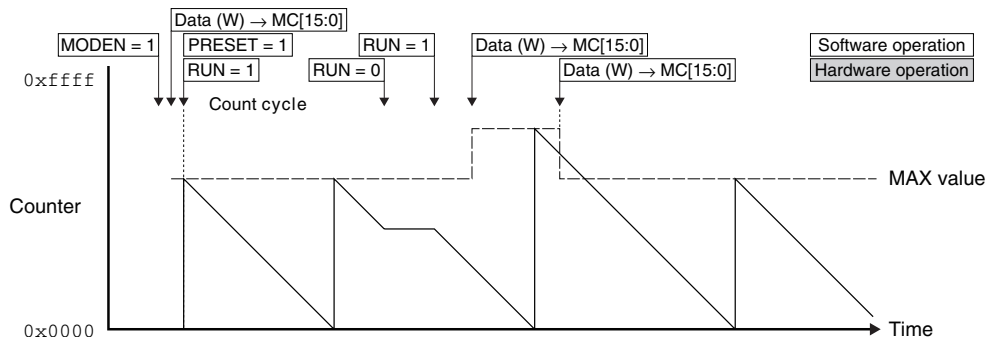 Data (W) → MC[15:0]
MODEN = 1
PRESET = 1
RUN = 1
Data (W) → MC[15:0]
Software operation
RUN = 1
RUN = 0
Data (W) → MC[15:0]
Hardware operation
0xffff
Count cycle
MAX value
Counter
0x0000
Time